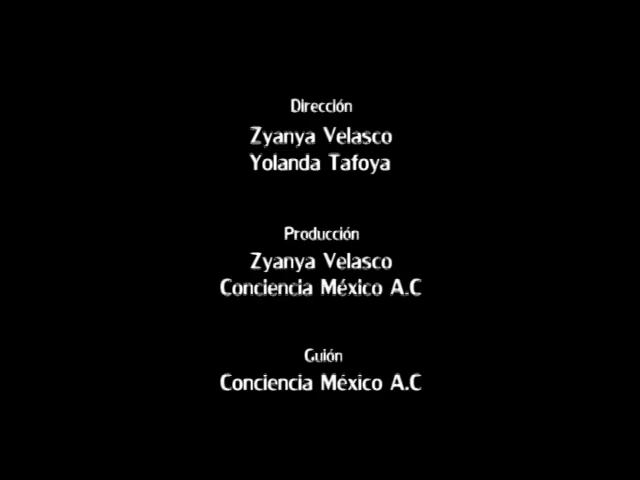 Dirección
Zyanya Velasco
Yolanda Tafoya
Producción
Zyanya Velasco
Conciencia México A.C
Guión
Conciencia México A.C